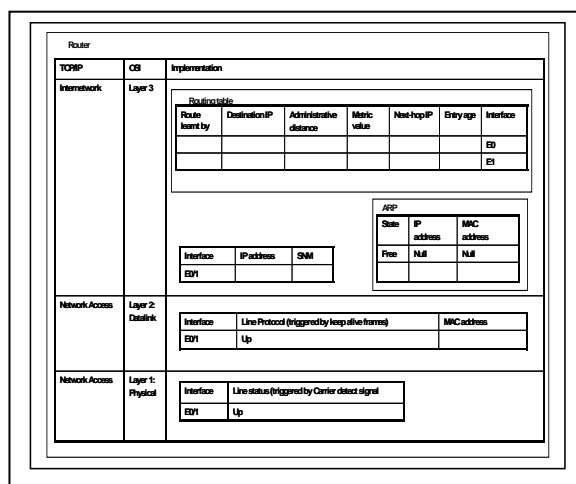 Router
TCP/IP OSI Implementation
Internetwork Layer 3
Routing table
Route learnt by Destination IP Administrative distance Metric value Next-hop IP Entry age Interface
E0
E1
ARP
State IP address MAC address
Free Null Null
Interface IP address SNM
E0/1
Network Access Layer 2: Datalink
Interface Line Protocol (triggered by keep alive frames) MAC address
E0/1 Up
Network Access Layer 1: Physical
Interface Line status (triggered by Carrier detect signal
E0/1 Up